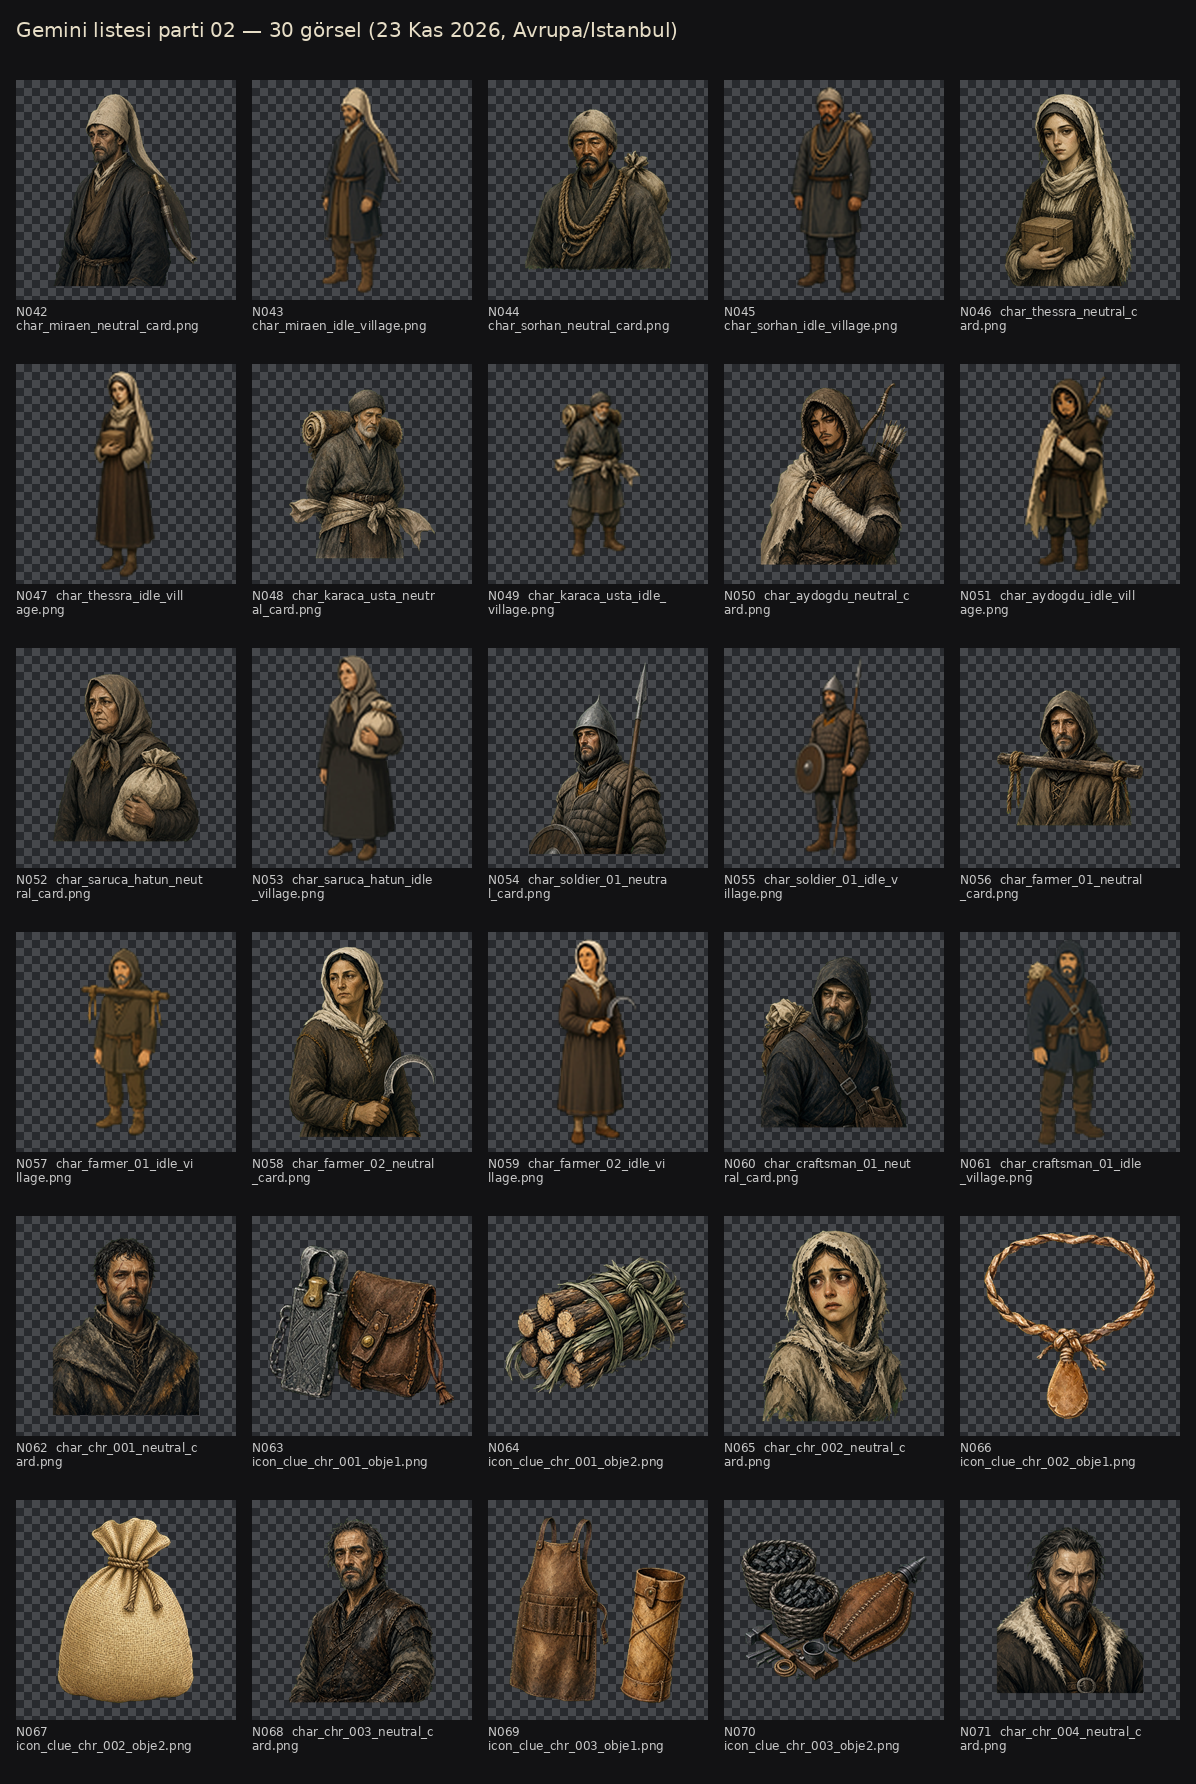 Gemini listesi parti 02 — 30 görsel (23 Kas 2026, Avrupa/Istanbul)
N042
char_miraen_neutral_card.png
N043
char_miraen_idle_village.png
N044
char_sorhan_neutral_card.png
N045
char_sorhan_idle_village.png
N046 char_thessra_neutral_c
ard.png
N047 char_thessra_idle_vill
age.png
N048 char_karaca_usta_neutr
al_card.png
N049 char_karaca_usta_idle_
village.png
N050 char_aydogdu_neutral_c
ard.png
N051 char_aydogdu_idle_vill
age.png
N052 char_saruca_hatun_neut
ral_card.png
N053 char_saruca_hatun_idle
_village.png
N054 char_soldier_01_neutra
l_card.png
N055 char_soldier_01_idle_v
illage.png
N056 char_farmer_01_neutral
_card.png
N057 char_farmer_01_idle_vi
llage.png
N058 char_farmer_02_neutral
_card.png
N059 char_farmer_02_idle_vi
llage.png
N060 char_craftsman_01_neut
ral_card.png
N061 char_craftsman_01_idle
_village.png
N062 char_chr_001_neutral_c
ard.png
N063
icon_clue_chr_001_obje1.png
N064
icon_clue_chr_001_obje2.png
N065 char_chr_002_neutral_c
ard.png
N066
icon_clue_chr_002_obje1.png
N067
icon_clue_chr_002_obje2.png
N068 char_chr_003_neutral_c
ard.png
N069
icon_clue_chr_003_obje1.png
N070
icon_clue_chr_003_obje2.png
N071 char_chr_004_neutral_c
ard.png